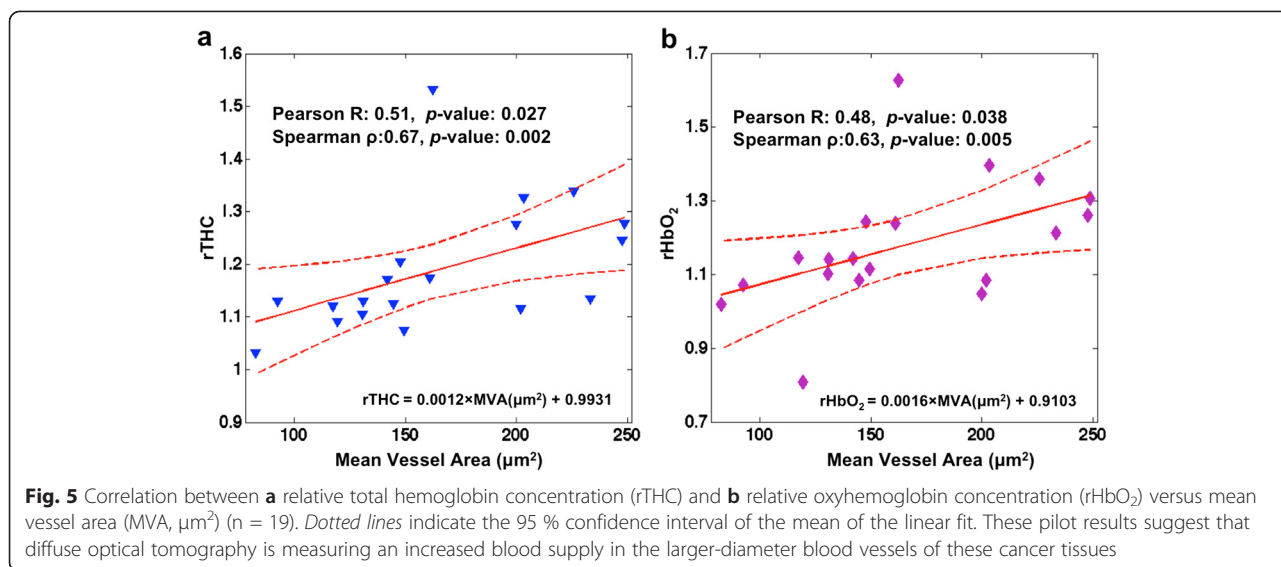 a
1.6
1.5
1.4
1.3
1.2
1.1
1
0.9
rTHC
Pearson R: 0.51, p-value: 0.027
Spearman ρ:0.67, p-value: 0.002
rTHC = 0.0012×MVA(µm²) + 0.9931
100 150 200 250
Mean Vessel Area (µm²)
b
1.7
1.5
1.3
1.1
0.9
0.7
rHbO₂
Pearson R: 0.48, p-value: 0.038
Spearman ρ:0.63, p-value: 0.005
rHbO₂ = 0.0016×MVA(µm²) + 0.9103
100 150 200 250
Mean Vessel Area (µm²)
Fig. 5 Correlation between a relative total hemoglobin concentration (rTHC) and b relative oxyhemoglobin concentration (rHbO₂) versus mean
vessel area (MVA, µm²) (n = 19). Dotted lines indicate the 95 % confidence interval of the mean of the linear fit. These pilot results suggest that
diffuse optical tomography is measuring an increased blood supply in the larger-diameter blood vessels of these cancer tissues